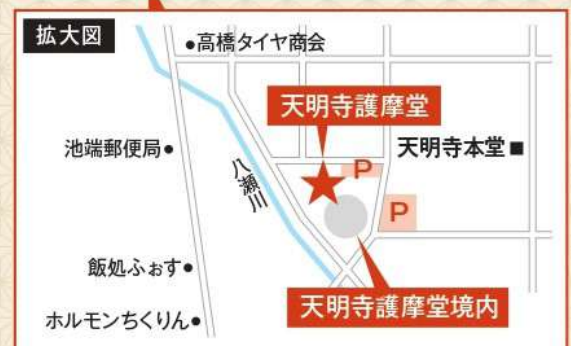 拡大図
●高橋タイヤ商会
天明寺護摩堂
池端郵便局●
天明寺本堂■
八瀬川
P
P
飯処ふぉす●
天明寺護摩堂境内
ホルモンちくりん●